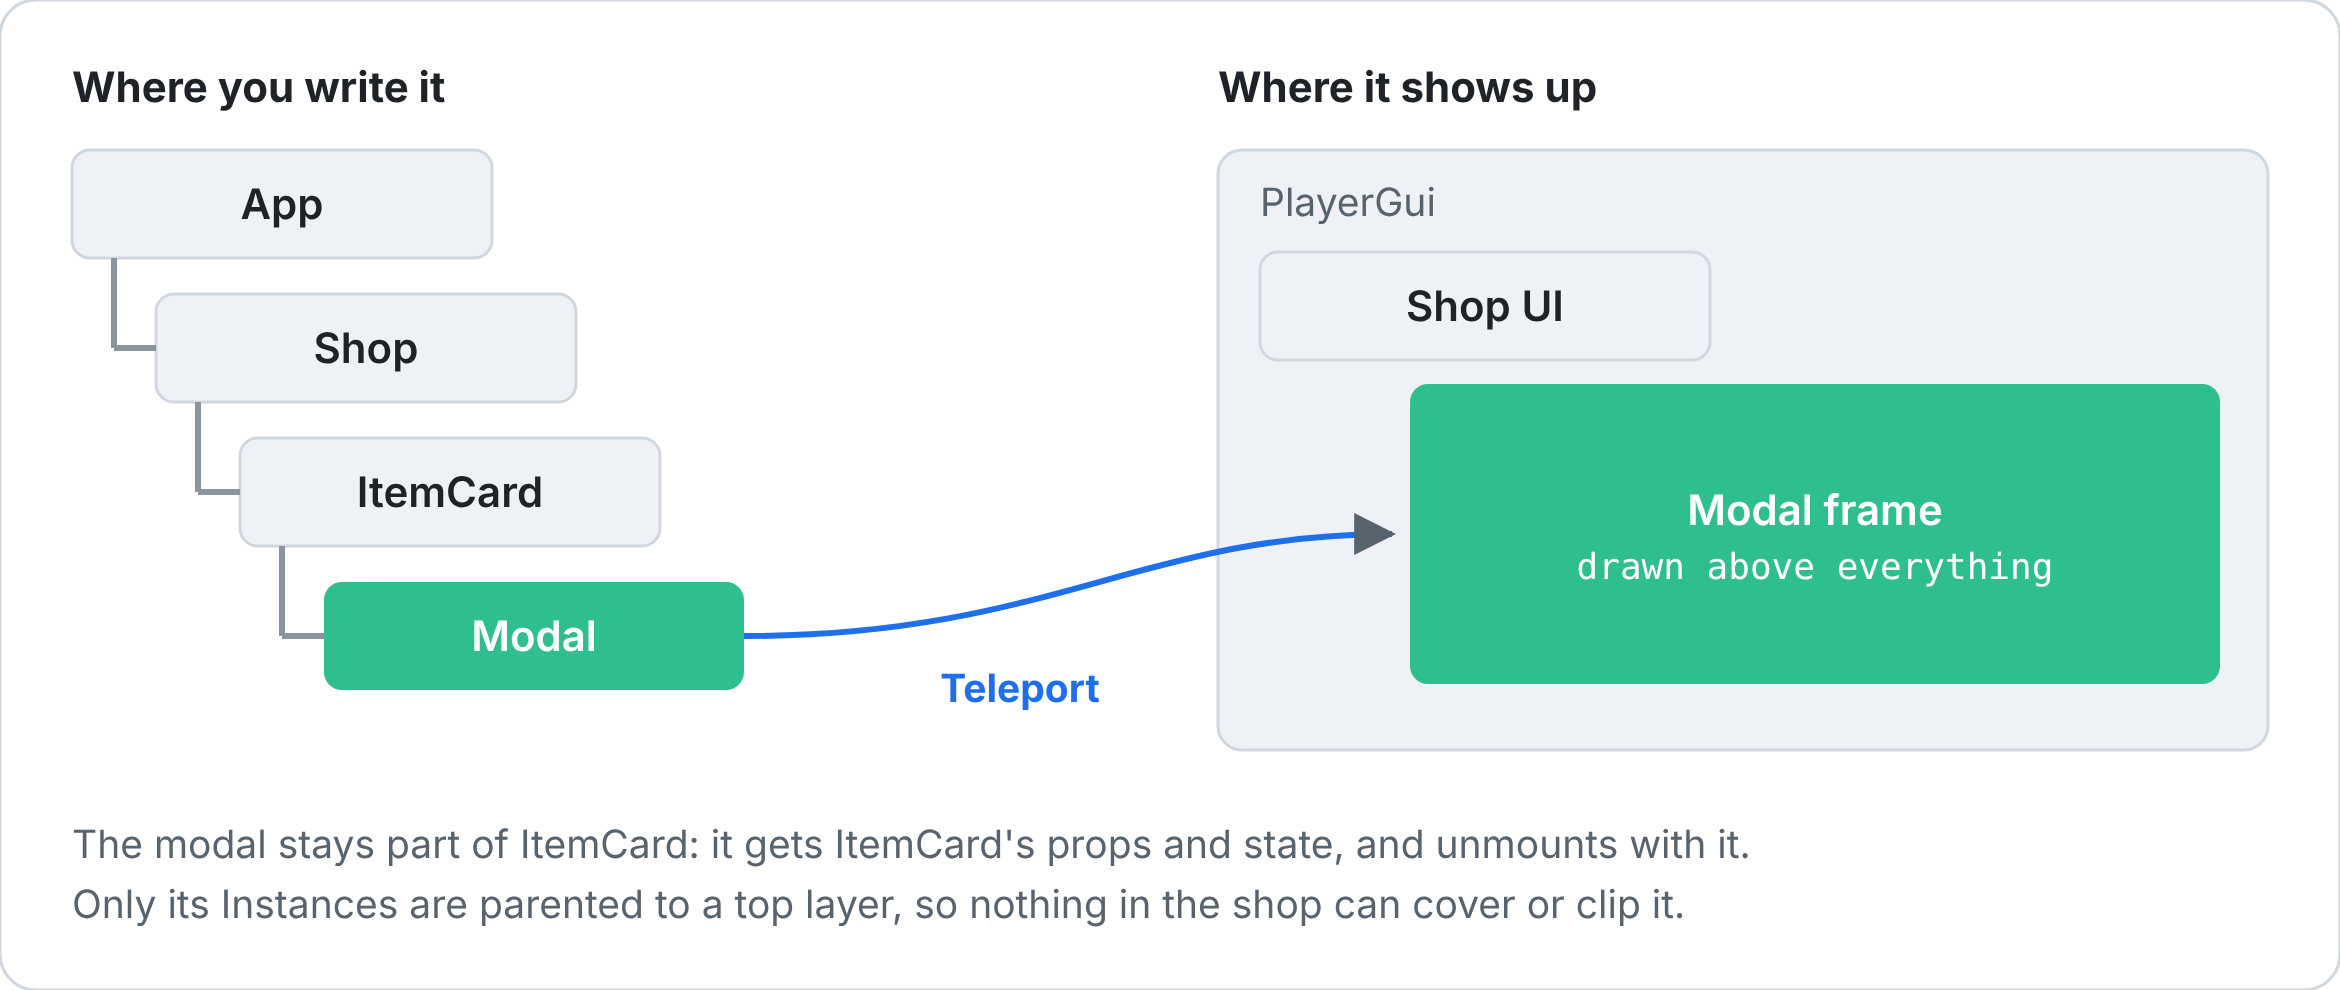 Where you write it
App
Shop
ItemCard
Modal
Teleport
Where it shows up
PlayerGui
Shop UI
Modal frame
drawn above everything
The modal stays part of ItemCard: it gets ItemCard's props and state, and unmounts with it.
Only its Instances are parented to a top layer, so nothing in the shop can cover or clip it.